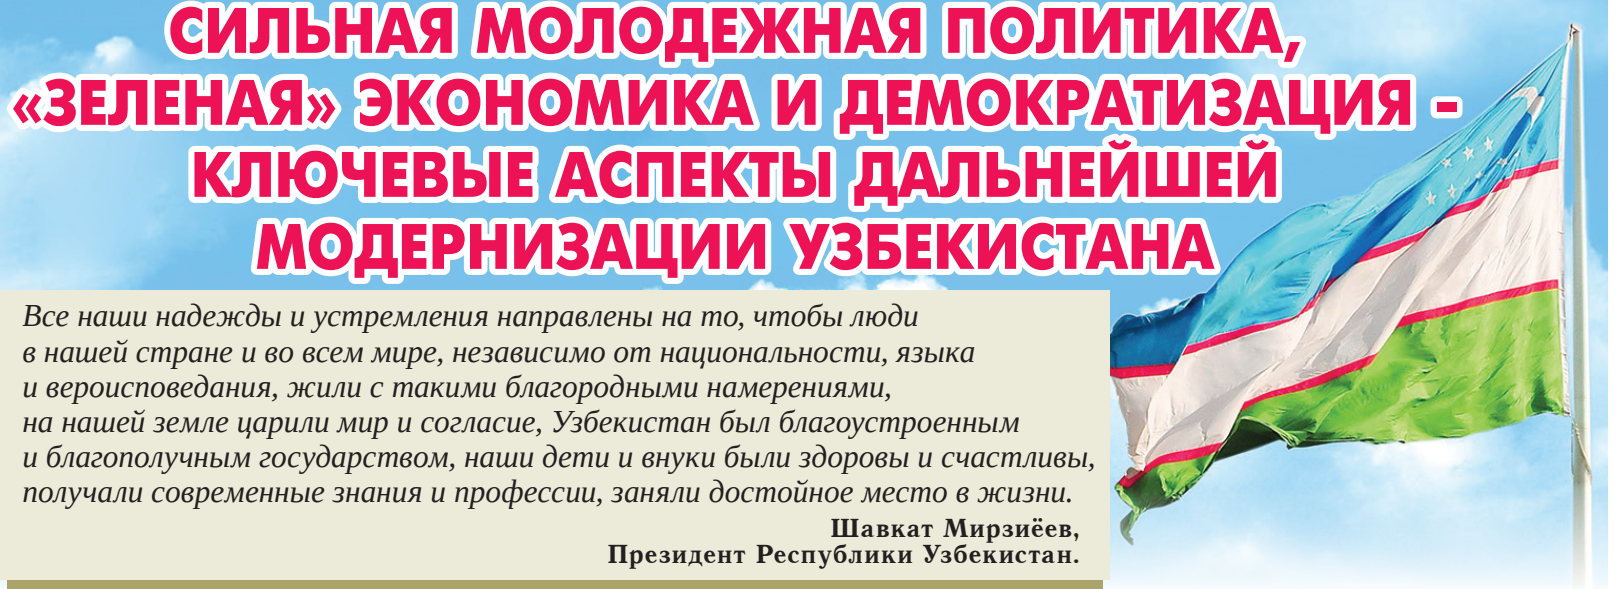 СИЛЬНАЯ МОЛОДЕЖНАЯ ПОЛИТИКА,
«ЗЕЛЕНАЯ» ЭКОНОМИКА И ДЕМОКРАТИЗАЦИЯ -
КЛЮЧЕВЫЕ АСПЕКТЫ ДАЛЬНЕЙШЕЙ
МОДЕРНИЗАЦИИ УЗБЕКИСТАНА
Все наши надежды и устремления направлены на то, чтобы люди
в нашей стране и во всем мире, независимо от национальности, языка
и вероисповедания, жили с такими благородными намерениями,
на нашей земле царили мир и согласие, Узбекистан был благоустроенным
и благополучным государством, наши дети и внуки были здоровы и счастливы,
получали современные знания и профессии, заняли достойное место в жизни.
Шавкат Мирзиёев,
Президент Республики Узбекистан.